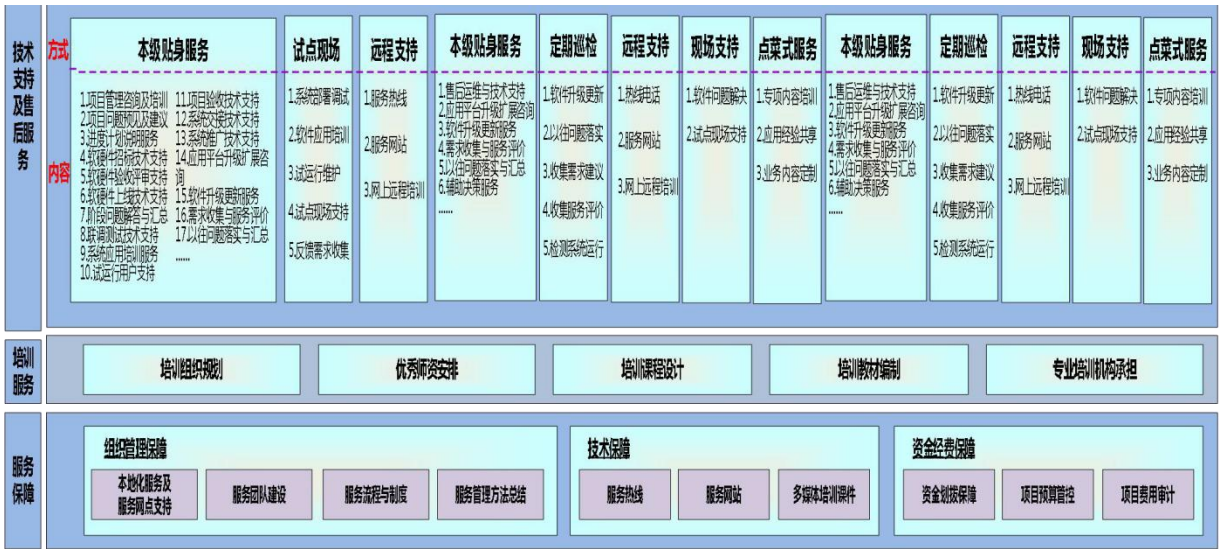 技术
支持
及售
后服
务
方式
内容
本级贴身服务
1.项目管理咨询及培训
2.项目问题预见及建议
3.进度计划说明服务
4.软硬件招标技术支持
5.软硬件验收评审支持
6.软硬件上线技术支持
7.阶段问题解答与汇总
8.联调测试技术支持
9.系统应用培训服务
10.试运行用户支持
11.项目验收技术支持
12.系统交接技术支持
13.系统推广技术支持
14.应用平台升级扩展咨
询
15.软件升级更新服务
16.需求收集与服务评价
17.以往问题落实与汇总
......
试点现场
1.系统部署调试
2.软件应用培训
3.试运行维护
4.试点现场支持
5.反馈需求收集
远程支持
1.服务热线
2.服务网站
3.网上远程培训
本级贴身服务
1.售后运维与技术支持
2.应用平台升级扩展咨询
3.软件升级更新服务
4.需求收集与服务评价
5.以往问题落实与汇总
6.辅助决策服务
......
定期巡检
1.软件升级更新
2.以往问题落实
3.收集需求建议
4.收集服务评价
5.检测系统运行
远程支持
1.热线电话
2.服务网站
3.网上远程培训
现场支持
1.软件问题解决
2.试点现场支持
点菜式服务
1.专项内容培训
2.应用经验共享
3.业务内容定制
本级贴身服务
1.售后运维与技术支持
2.应用平台升级扩展咨询
3.软件升级更新服务
4.需求收集与服务评价
5.以往问题落实与汇总
6.辅助决策服务
......
定期巡检
1.软件升级更新
2.以往问题落实
3.收集需求建议
4.收集服务评价
5.检测系统运行
远程支持
1.热线电话
2.服务网站
3.网上远程培训
现场支持
1.软件问题解决
2.试点现场支持
点菜式服务
1.专项内容培训
2.应用经验共享
3.业务内容定制
培训
服务
培训组织规划
优秀师资安排
培训课程设计
培训教材编制
专业培训机构承担
服务
保障
组织管理保障
本地化服务及
服务网点支持
服务团队建设
服务流程与制度
服务管理方法总结
技术保障
服务热线
服务网站
多媒体培训课件
资金经费保障
资金划拨保障
项目预算管控
项目费用审计